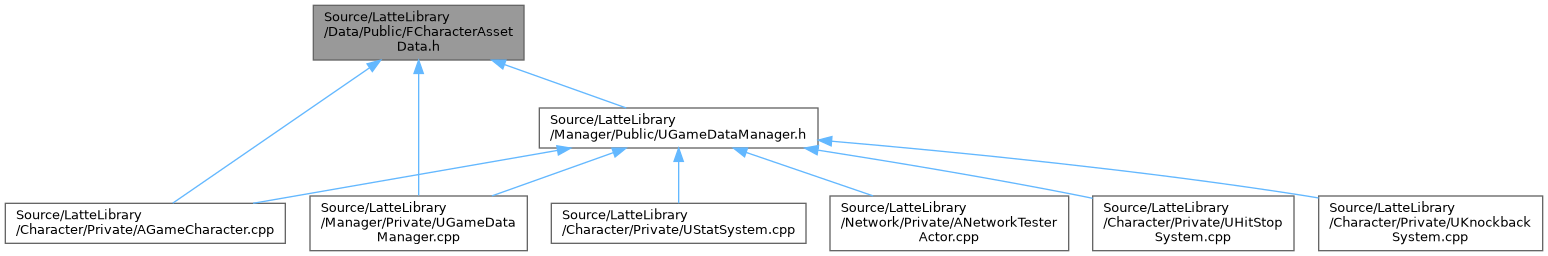 Source/LatteLibrary
/Data/Public/FCharacterAsset
Data.h
Source/LatteLibrary
/Manager/Public/UGameDataManager.h
Source/LatteLibrary
/Character/Private/AGameCharacter.cpp
Source/LatteLibrary
/Manager/Private/UGameData
Manager.cpp
Source/LatteLibrary
/Character/Private/UStatSystem.cpp
Source/LatteLibrary
/Network/Private/ANetworkTester
Actor.cpp
Source/LatteLibrary
/Character/Private/UHitStop
System.cpp
Source/LatteLibrary
/Character/Private/UKnockback
System.cpp